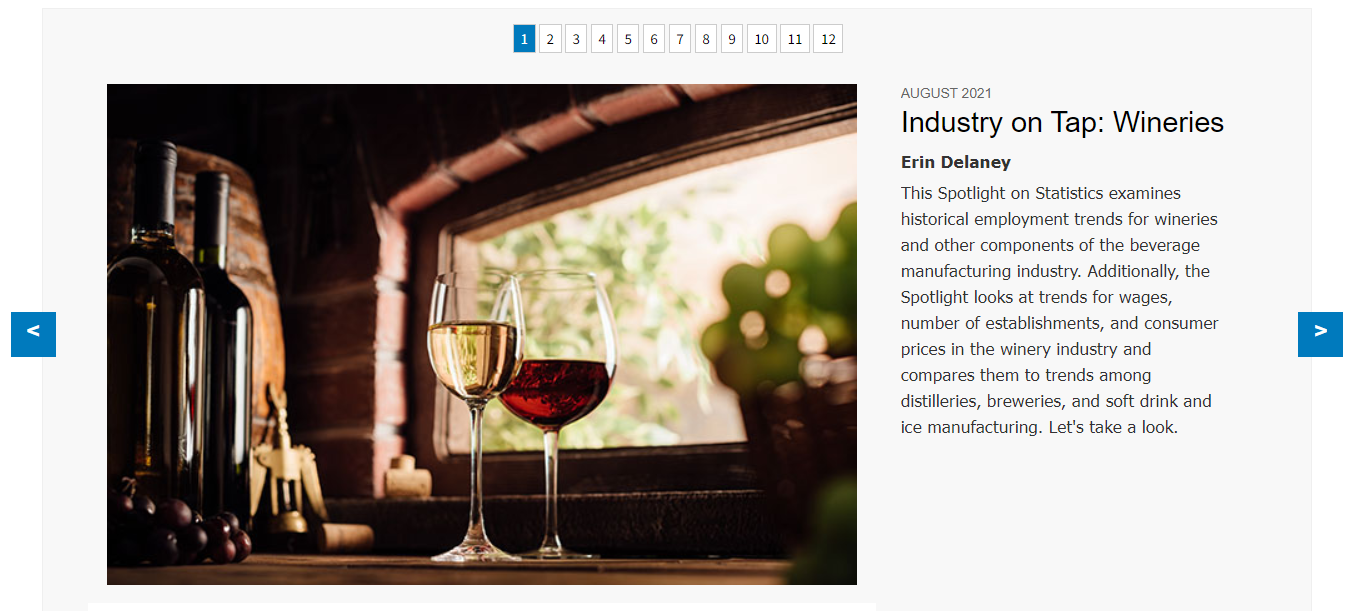 1 2 3 4 5 6 7 8 9 10 11 12
AUGUST 2021
Industry on Tap: Wineries
Erin Delaney
This Spotlight on Statistics examines
historical employment trends for wineries
and other components of the beverage
manufacturing industry. Additionally, the
Spotlight looks at trends for wages,
< >
number of establishments, and consumer
prices in the winery industry and
compares them to trends among
distilleries, breweries, and soft drink and
ice manufacturing. Let's take a look.